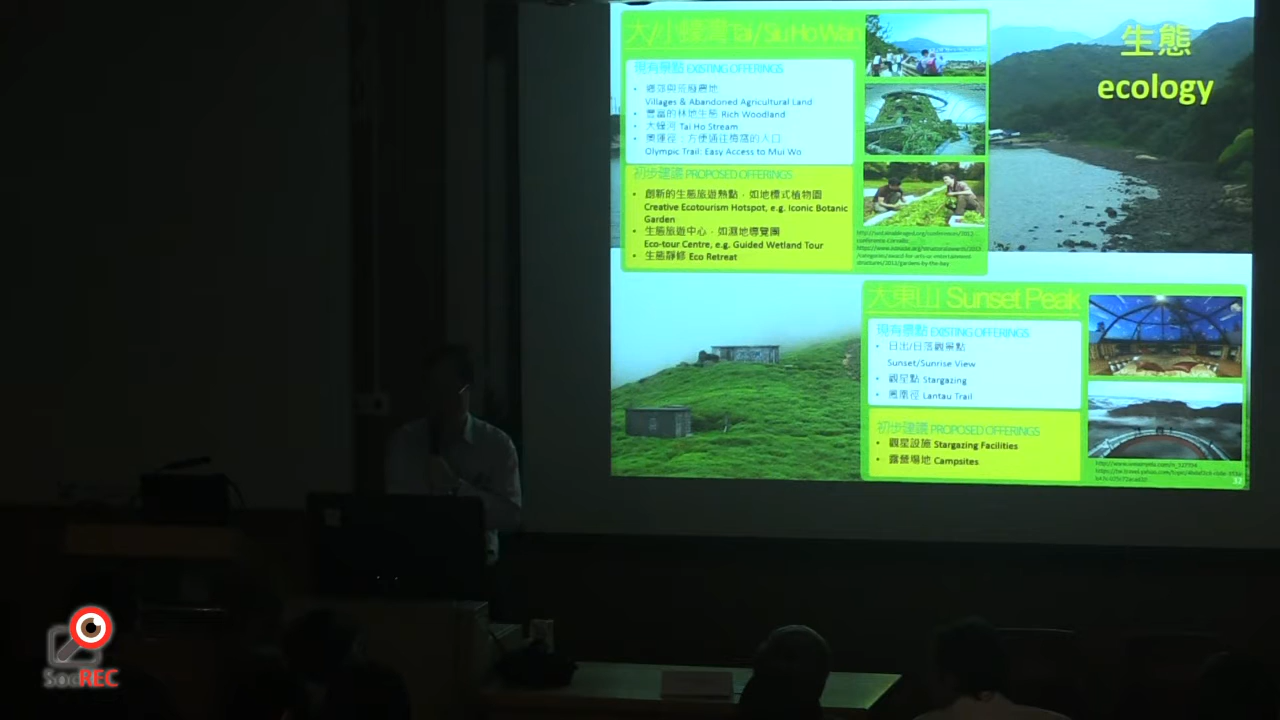 生態
ecology
大/小蠔灣 Tai / Siu Ho Wan
現有景點 EXISTING OFFERINGS
Villages & Abandoned Agricultural Land
• 豐富的林地生態 Rich Woodland
• 大蠔河 Tai Ho Stream
Olympic Trail: Easy Access to Mui Wo
初步建議 PROPOSED OFFERINGS
• 創新的生態旅遊熱點，如地標式植物園
Creative Ecotourism Hotspot, e.g. Iconic Botanic
Garden
• 生態旅遊中心，如濕地導覽團
Eco-tour Centre, e.g. Guided Wetland Tour
• 生態靜修 Eco Retreat
大東山 Sunset Peak
現有景點 EXISTING OFFERINGS
• 日出/日落觀景點
Sunset/Sunrise View
• 觀星點 Stargazing
• 鳳凰徑 Lantau Trail
初步建議 PROPOSED OFFERINGS
• 觀星設施 Stargazing Facilities
• 露營場地 Campsites
32
SocREC